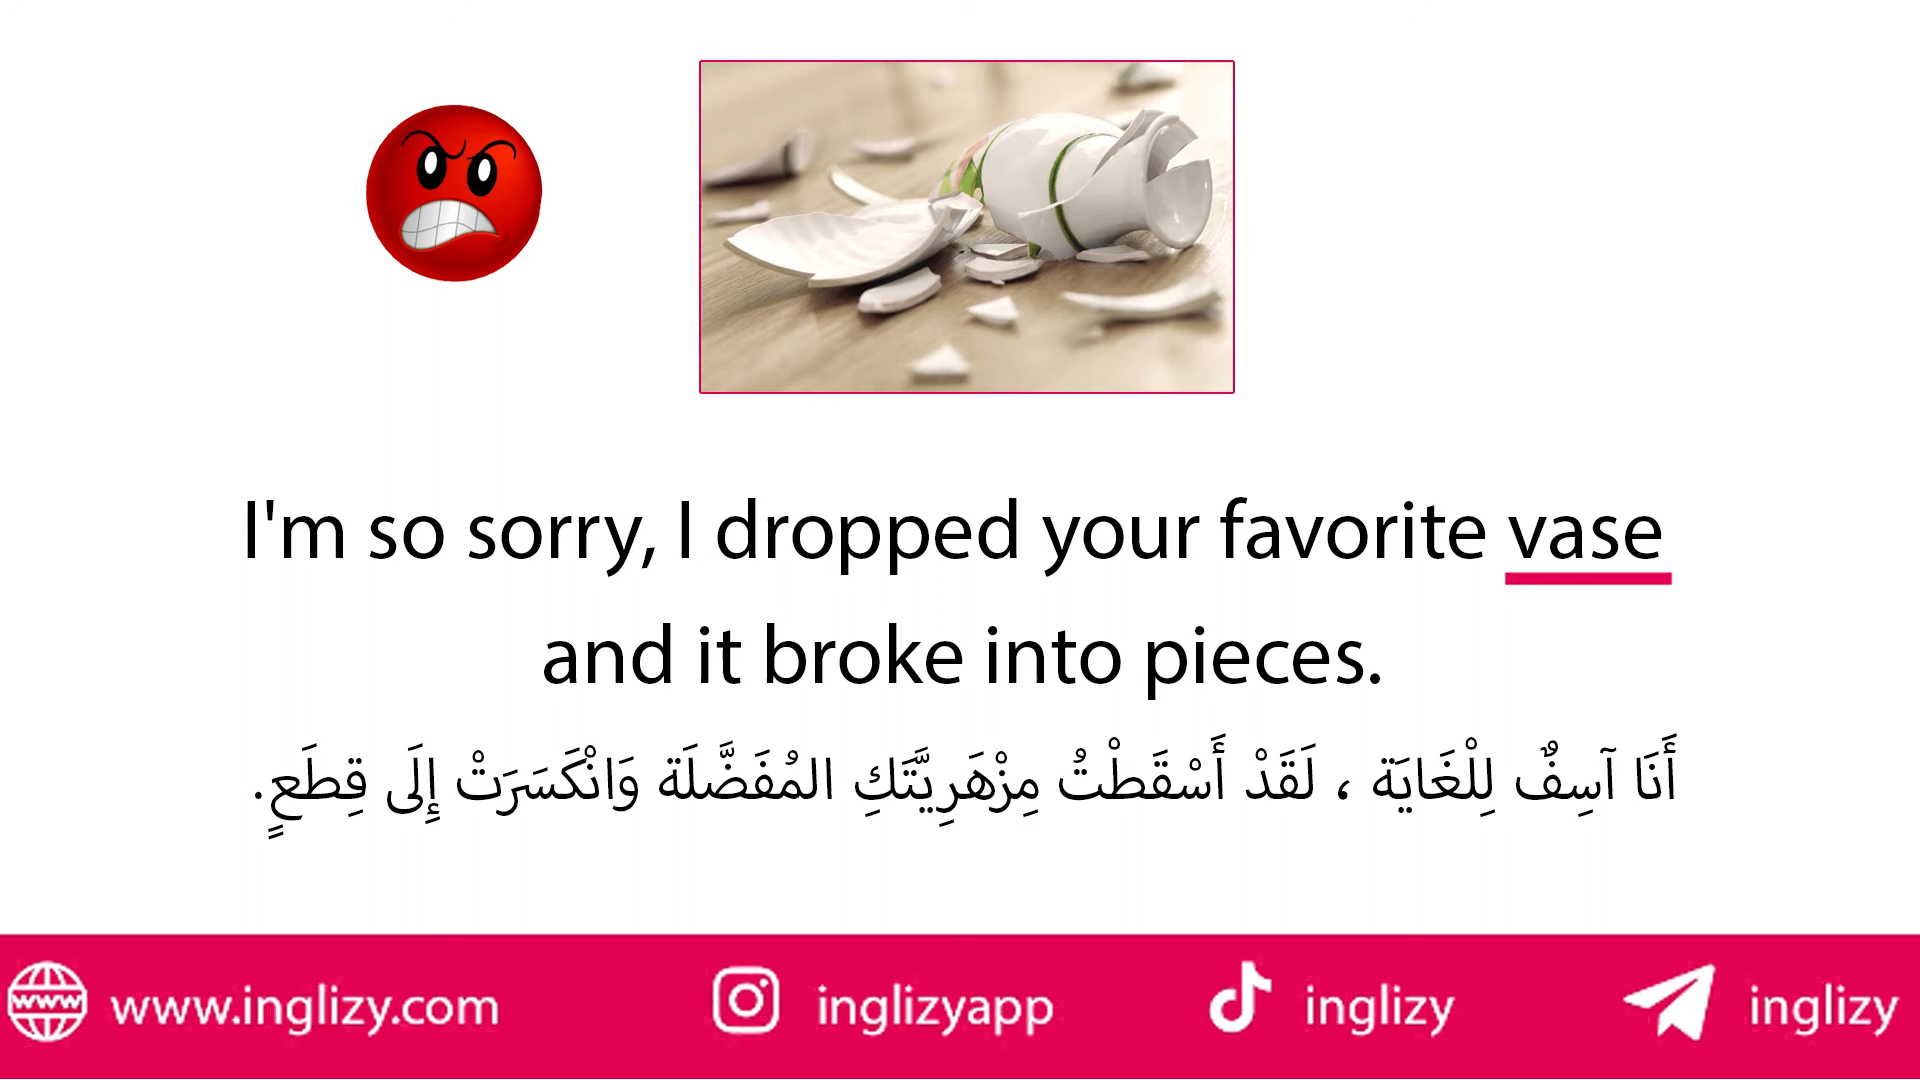 I'm so sorry, I dropped your favorite vase
and it broke into pieces.
أَنَا آسِفٌ لِلْغَايَة ، لَقَدْ أَسْقَطْتُ مِزْهَرِيَّتَكِ المُفَضَّلَة وَانْكَسَرَتْ إِلَى قِطَعٍ.
www www.inglizy.com inglizyapp inglizy inglizy